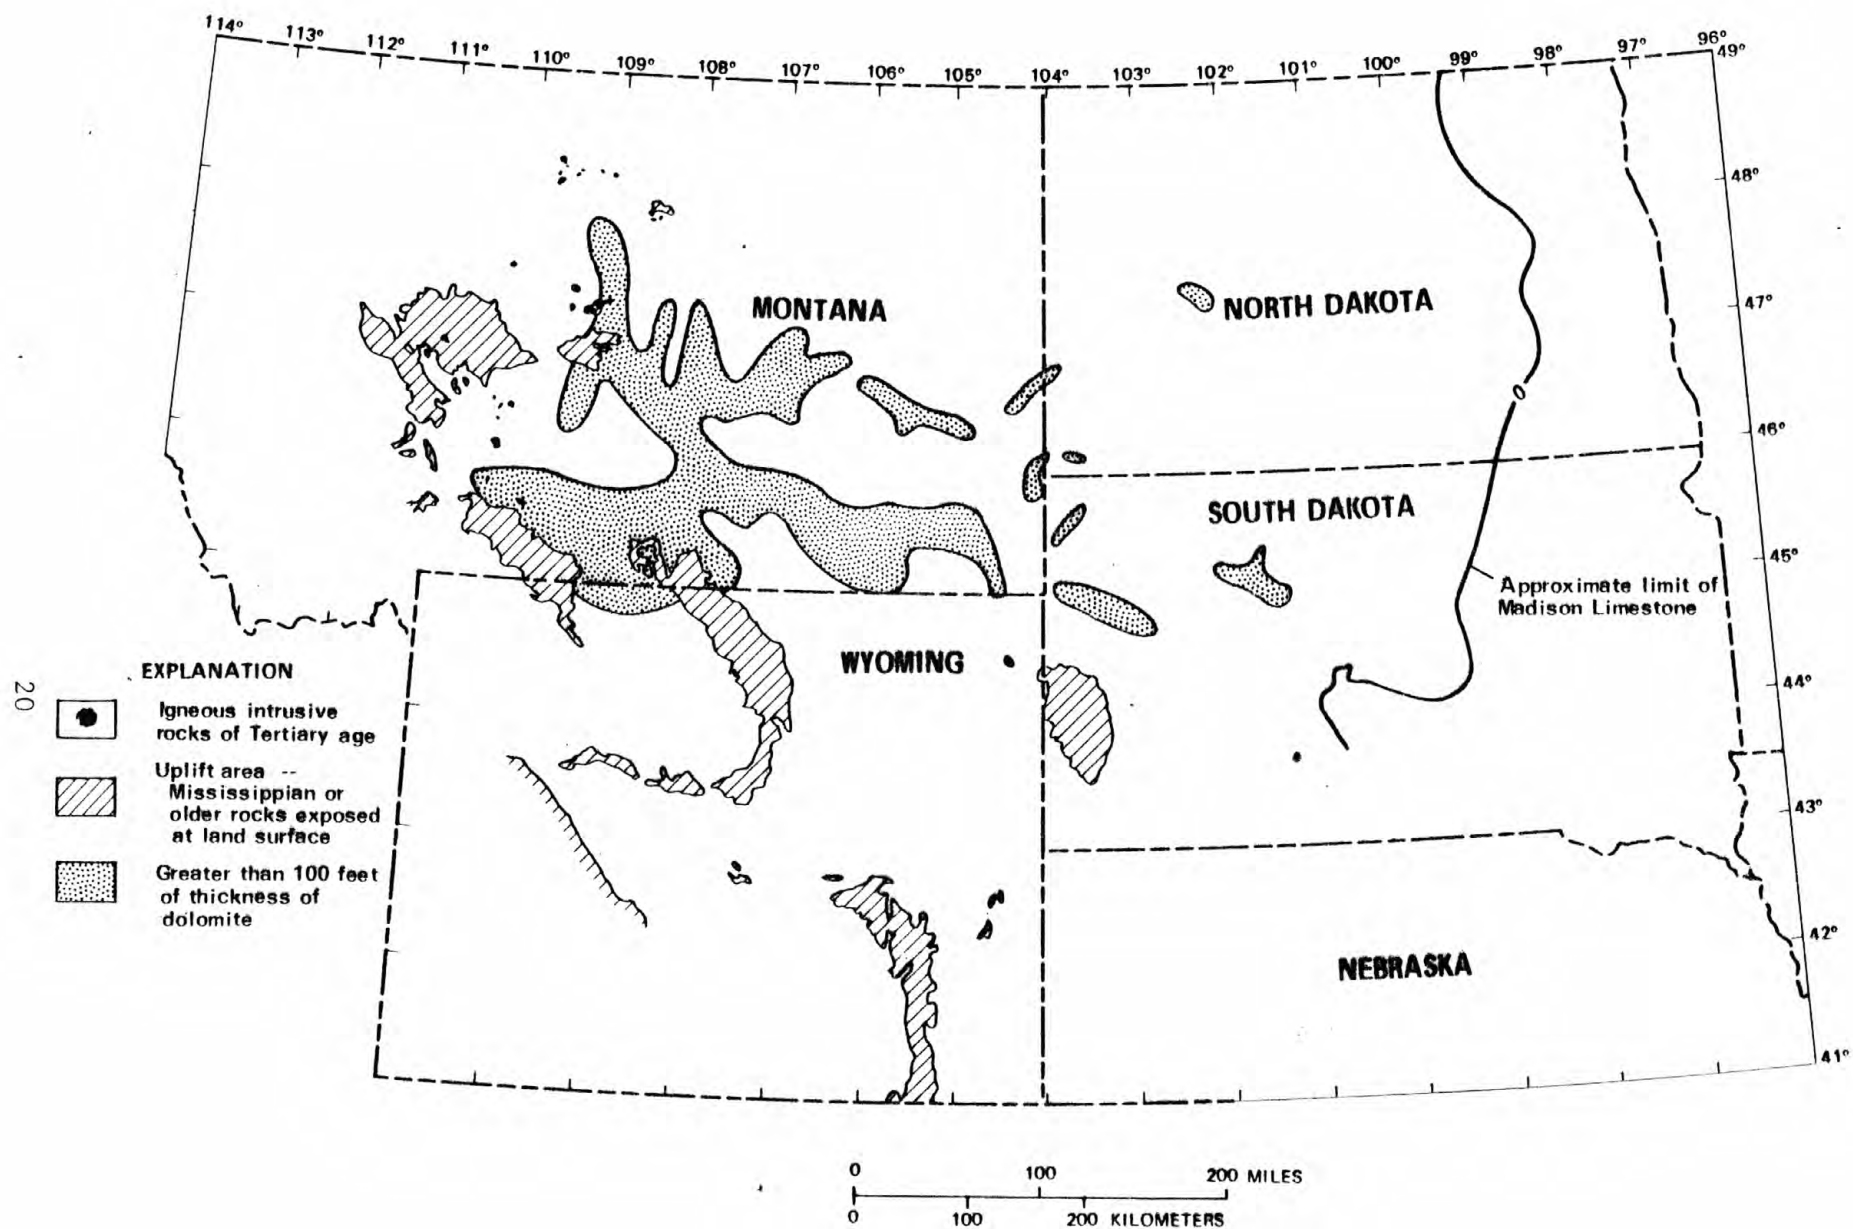 114° 113° 112° 111° 110° 109° 108° 107° 106° 105° 104° 103° 102° 101° 100° 99° 98° 97° 96°
49°
48°
MONTANA
NORTH DAKOTA
47°
0
46°
SOUTH DAKOTA
45°
Approximate limit of
Madison Limestone
WYOMING
44°
EXPLANATION
Igneous intrusive
rocks of Tertiary age
Uplift area --
Mississippian or
older rocks exposed
at land surface
Greater than 100 feet
of thickness of
dolomite
20
43°
42°
NEBRASKA
41°
0 100 200 MILES
0 100 200 KILOMETERS